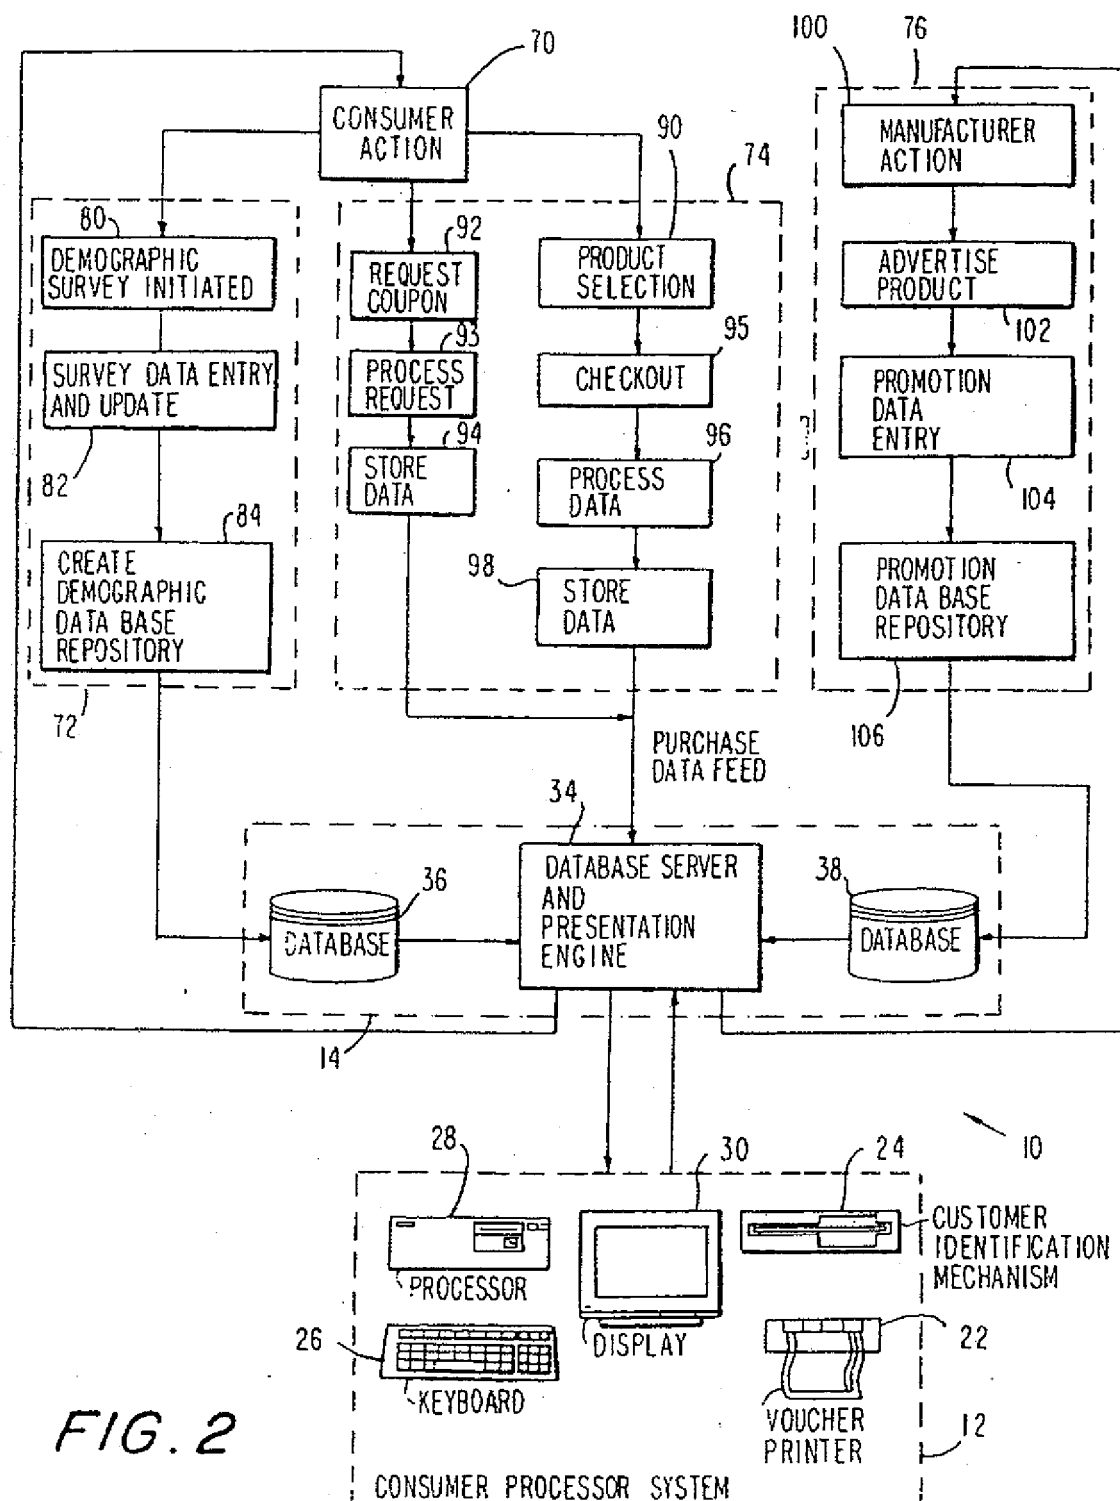 100
76
70
CONSUMER
ACTION
90
74
MANUFACTURER
ACTION
80
DEMOGRAPHIC
SURVEY INITIATED
92
REQUEST
COUPON
PRODUCT
SELECTION
ADVERTISE
PRODUCT
102
93
95
SURVEY DATA ENTRY
AND UPDATE
82
PROCESS
REQUEST
CHECKOUT
PROMOTION
DATA
ENTRY
104
94
96
STORE
DATA
PROCESS
DATA
84
CREATE
DEMOGRAPHIC
DATA BASE
REPOSITORY
72
98
STORE
DATA
PROMOTION
DATA BASE
REPOSITORY
106
PURCHASE
DATA FEED
34
36
DATABASE
DATABASE SERVER
AND
PRESENTATION
ENGINE
38
DATABASE
14
10
28
30
24
PROCESSOR
CUSTOMER
IDENTIFICATION
MECHANISM
26
KEYBOARD
DISPLAY
22
VOUCHER
PRINTER
12
FIG. 2
CONSUMER PROCESSOR SYSTEM